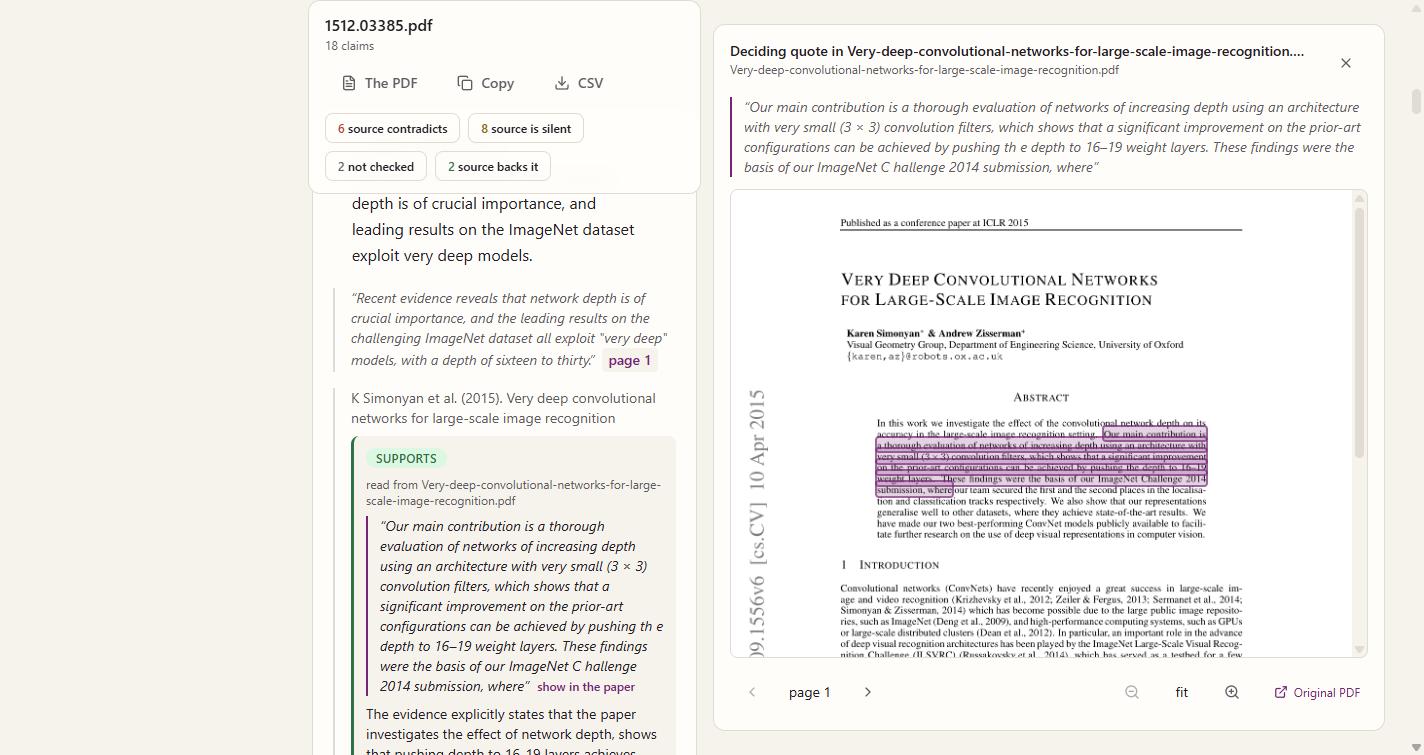 1512.03385.pdf
18 claims
The PDF
Copy
CSV
6 source contradicts
8 source is silent
2 not checked
2 source backs it
depth is of crucial importance, and
leading results on the ImageNet dataset
exploit very deep models.
“Recent evidence reveals that network depth is of
crucial importance, and the leading results on the
challenging ImageNet dataset all exploit "very deep"
models, with a depth of sixteen to thirty.” page 1
K Simonyan et al. (2015). Very deep convolutional
networks for large-scale image recognition
SUPPORTS
read from Very-deep-convolutional-networks-for-large-
scale-image-recognition.pdf
“Our main contribution is a thorough
evaluation of networks of increasing depth
using an architecture with very small (3 × 3)
convolution filters, which shows that a
significant improvement on the prior-art
configurations can be achieved by pushing th e
depth to 16–19 weight layers. These findings
were the basis of our ImageNet C hallenge
2014 submission, where” show in the paper
The evidence explicitly states that the paper
investigates the effect of network depth, shows
that pushing depth to 16-19 layers achieves
Deciding quote in Very-deep-convolutional-networks-for-large-scale-image-recognition....
Very-deep-convolutional-networks-for-large-scale-image-recognition.pdf
“Our main contribution is a thorough evaluation of networks of increasing depth using an architecture
with very small (3 × 3) convolution filters, which shows that a significant improvement on the prior-art
configurations can be achieved by pushing th e depth to 16–19 weight layers. These findings were the
basis of our ImageNet C hallenge 2014 submission, where”
Published as a conference paper at ICLR 2015
VERY DEEP CONVOLUTIONAL NETWORKS
FOR LARGE-SCALE IMAGE RECOGNITION
Karen Simonyan* & Andrew Zisserman+
Visual Geometry Group, Department of Engineering Science, University of Oxford
{karen,az}@robots.ox.ac.uk
09.1556v6 [cs.CV] 10 Apr 2015
ABSTRACT
In this work we investigate the effect of the convolutional network depth on its
accuracy in the large-scale image recognition setting. Our main contribution is
a thorough evaluation of networks of increasing depth using an architecture with
very small (3 × 3) convolution filters, which shows that a significant improvement
on the prior-art configurations can be achieved by pushing the depth to 16–19
weight layers. These findings were the basis of our ImageNet Challenge 2014
submission, where our team secured the first and the second places in the localisa-
tion and classification tracks respectively. We also show that our representations
generalise well to other datasets, where they achieve state-of-the-art results. We
have made our two best-performing ConvNet models publicly available to facili-
tate further research on the use of deep visual representations in computer vision.
1 INTRODUCTION
Convolutional networks (ConvNets) have recently enjoyed a great success in large-scale im-
age and video recognition (Krizhevsky et al., 2012; Zeiler & Fergus, 2013; Sermanet et al., 2014;
Simonyan & Zisserman, 2014) which has become possible due to the large public image reposito-
ries, such as ImageNet (Deng et al., 2009), and high-performance computing systems, such as GPUs
or large-scale distributed clusters (Dean et al., 2012). In particular, an important role in the advance
of deep visual recognition architectures has been played by the ImageNet Large-Scale Visual Recog-
nition Challenge (ILSVRC) (Russakovsky et al., 2014), which has served as a testbed for a few
page 1
fit
Original PDF